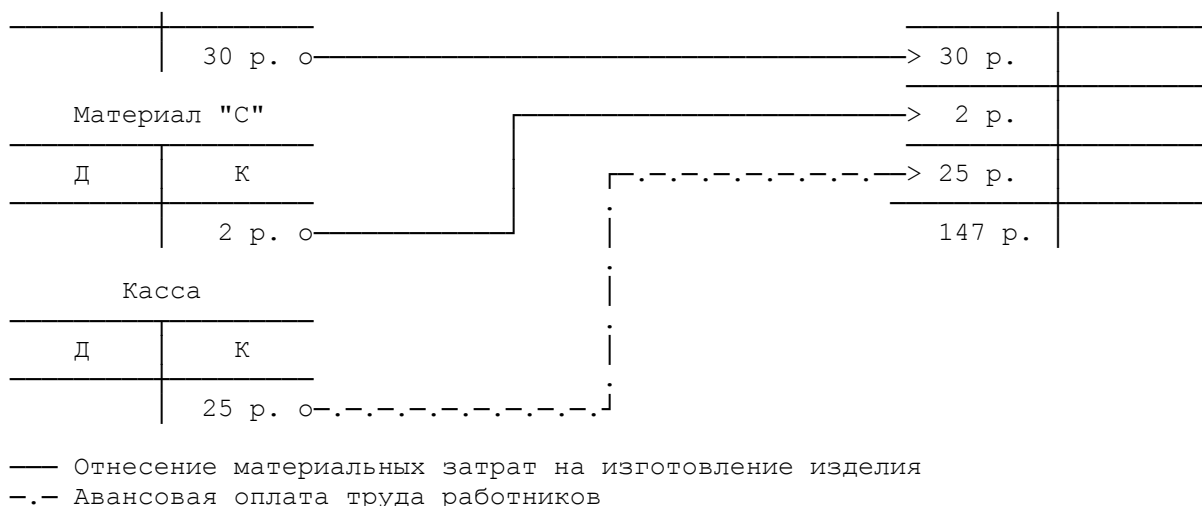 30 р. 30 р.
Материал "С" 2 р.
Д К 25 р.
2 р. 147 р.
Касса
Д К
25 р.
Отнесение материальных затрат на изготовление изделия
Авансовая оплата труда работников